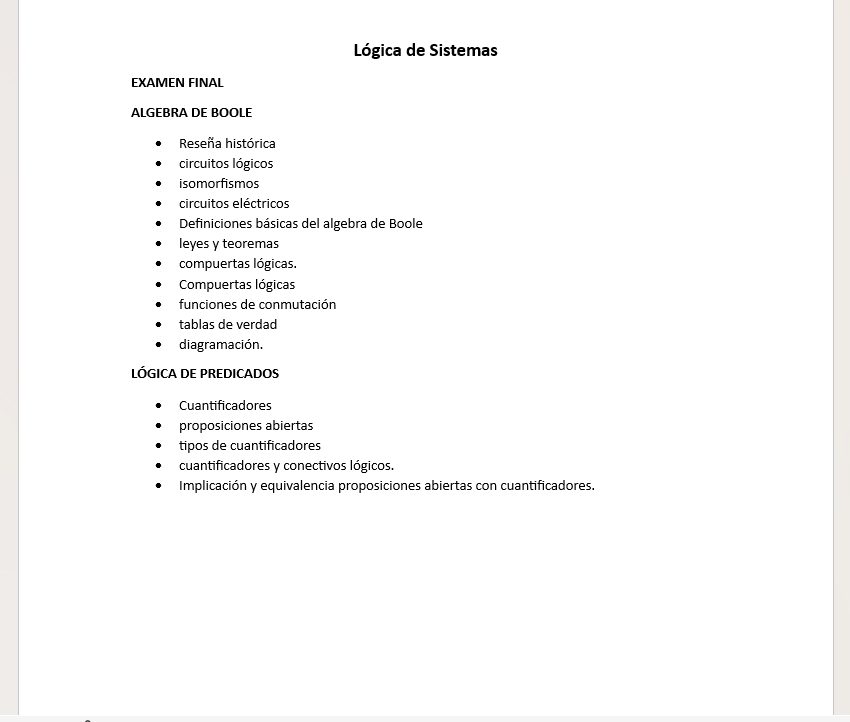 Lógica de Sistemas
EXAMEN FINAL
ALGEBRA DE BOOLE
• Reseña histórica
• circuitos lógicos
• isomorfismos
• circuitos eléctricos
• Definiciones básicas del algebra de Boole
• leyes y teoremas
• compuertas lógicas.
• Compuertas lógicas
• funciones de conmutación
• tablas de verdad
• diagramación.
LÓGICA DE PREDICADOS
• Cuantificadores
• proposiciones abiertas
• tipos de cuantificadores
• cuantificadores y conectivos lógicos.
• Implicación y equivalencia proposiciones abiertas con cuantificadores.